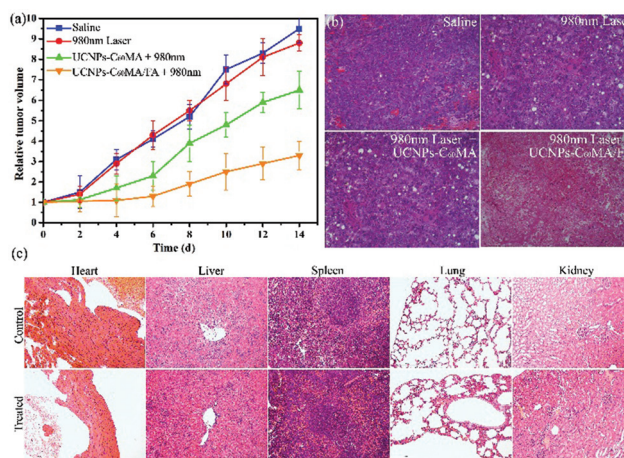 (a)
Relative tumor volume
10
9
8
7
6
5
4
3
2
1
0
Saline
980nm Laser
UCNPs-C60MA + 980nm
UCNPs-C60MA/FA + 980nm
0 2 4 6 8 10 12 14
Time (d)
(b)
Saline
980nm Laser
980nm Laser
UCNPs-C60MA
980nm Laser
UCNPs-C60MA/F
(c)
Heart Liver Spleen Lung Kidney
Control
Treated